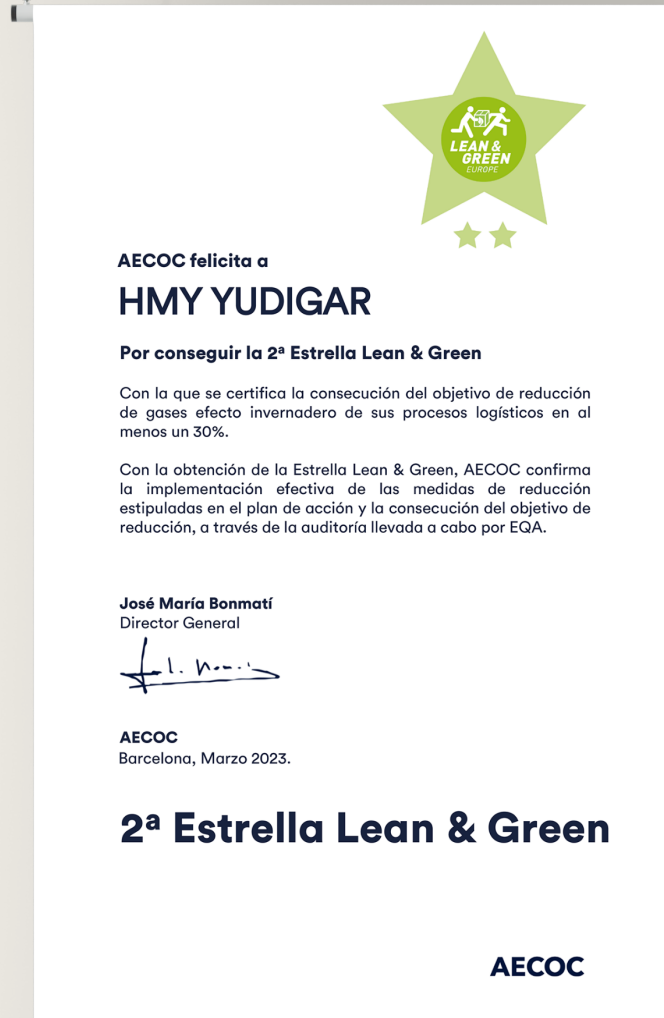 LEAN &
GREEN
EUROPE
AECOC felicita a
HMY YUDIGAR
Por conseguir la 2ª Estrella Lean & Green
Con la que se certifica la consecución del objetivo de reducción
de gases efecto invernadero de sus procesos logísticos en al
menos un 30%.
Con la obtención de la Estrella Lean & Green, AECOC confirma
la implementación efectiva de las medidas de reducción
estipuladas en el plan de acción y la consecución del objetivo de
reducción, a través de la auditoría llevada a cabo por EQA.
José María Bonmatí
Director General
AECOC
Barcelona, Marzo 2023.
2ª Estrella Lean & Green
AECOC